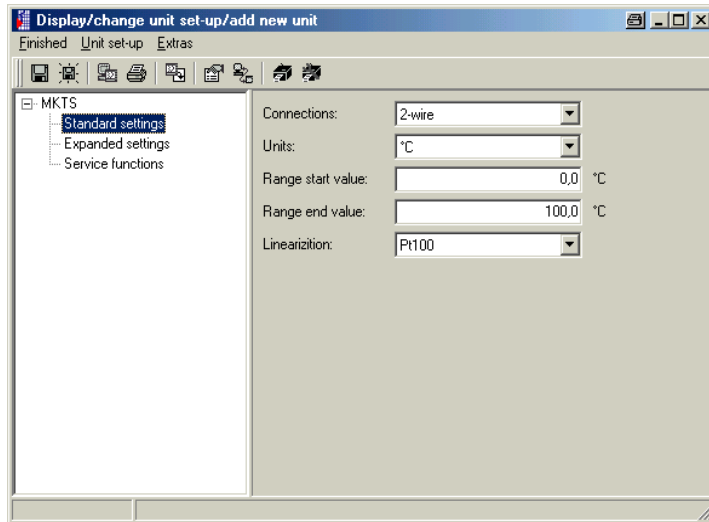 Display/change unit set-up/add new unit
Finished Unit set-up Extras
MKTS
Standard settings
Expanded settings
Service functions
Connections: 2-wire
Units: °C
Range start value: 0,0 °C
Range end value: 100,0 °C
Linearizition: Pt100